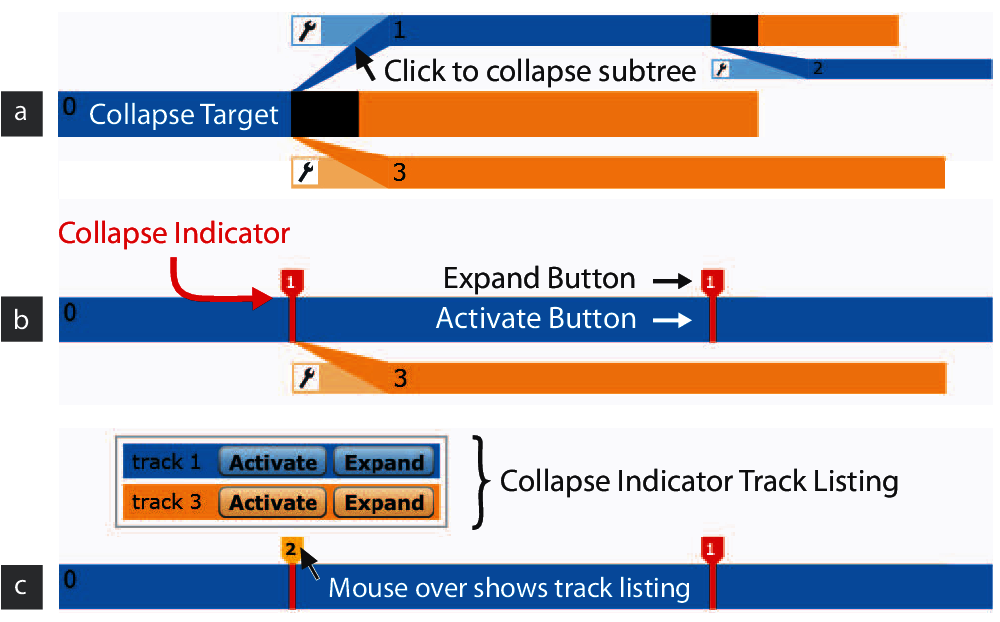 1
Click to collapse subtree
2
a
0
Collapse Target
3
Collapse Indicator
1
Expand Button
1
b
0
Activate Button
3
track 1 Activate Expand
track 3 Activate Expand
Collapse Indicator Track Listing
2
1
c
0
Mouse over shows track listing